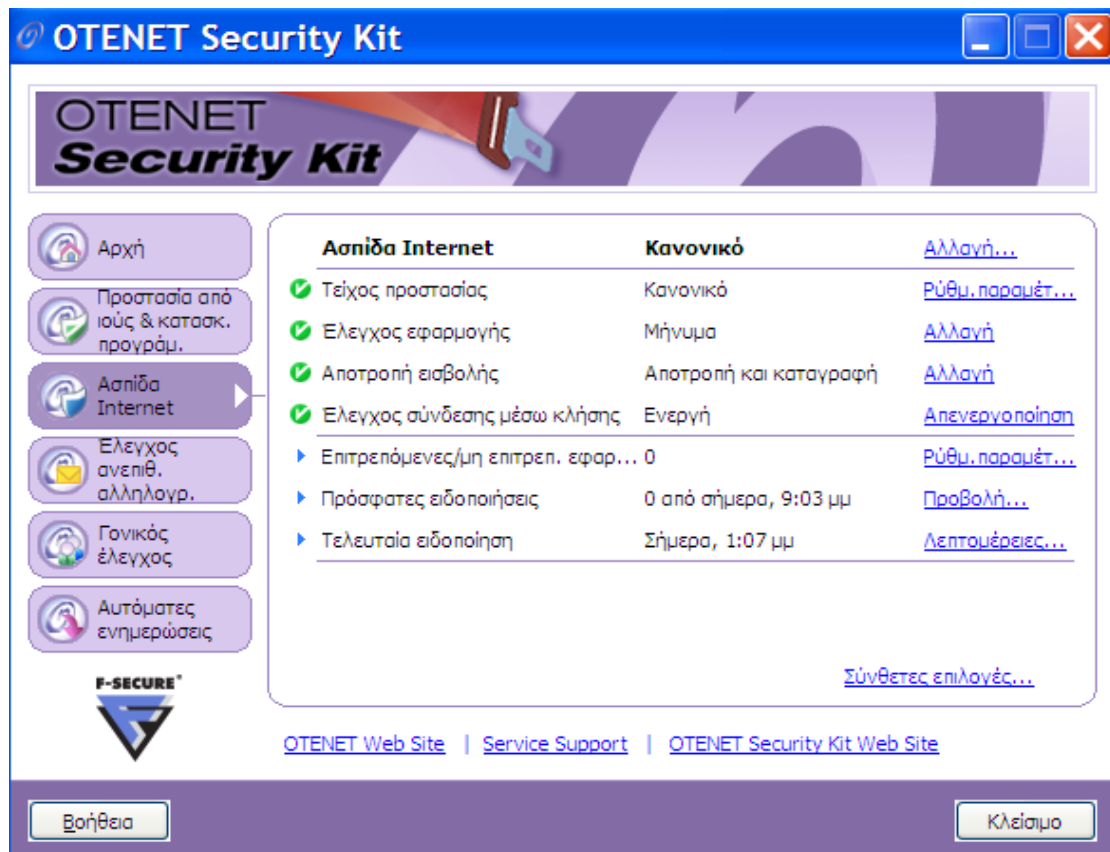 OTENET Security Kit
OTENET
Security Kit
Αρχή
Προστασία από
ιούς & κατασκ.
προγράμ.
Ασπίδα
Internet
Έλεγχος
ανεπιθ.
αλληλογρ.
Γονικός
έλεγχος
Αυτόματες
ενημερώσεις
F-SECURE®
Ασπίδα Internet Κανονικό Αλλαγή...
Τείχος προστασίας Κανονικό Ρύθμ.παραμέτ...
Έλεγχος εφαρμογής Μήνυμα Αλλαγή
Αποτροπή εισβολής Αποτροπή και καταγραφή Αλλαγή
Έλεγχος σύνδεσης μέσω κλήσης Ενεργή Απενεργοποίηση
Επιτρεπόμενες/μη επιτρεπ. εφαρ... 0 Ρύθμ.παραμέτ...
Πρόσφατες ειδοποιήσεις 0 από σήμερα, 9:03 μμ Προβολή...
Τελευταία ειδοποίηση Σήμερα, 1:07 μμ Λεπτομέρειες...
Σύνθετες επιλογές...
OTENET Web Site | Service Support | OTENET Security Kit Web Site
Βοήθεια Κλείσιμο